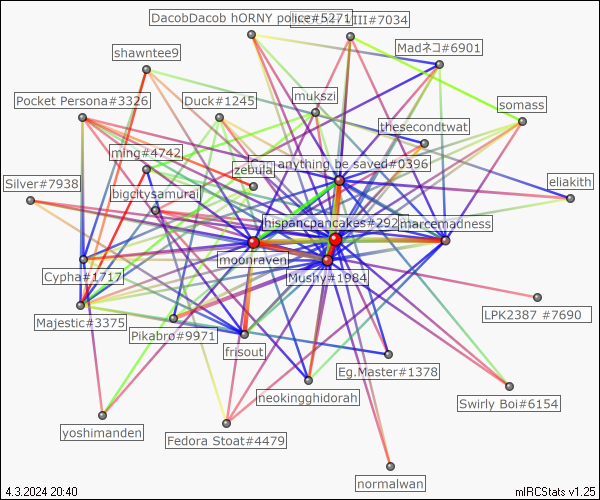 DacobDacob hORNY police#5271
VIII#7034
Madネコ#6901
shawntee9
Pocket Persona#3326
Duck#1245
mukszi
somass
thesecondtwat
ming#4742
zebula
anything be saved#0396
Silver#7938
bigcitysamurai
eliakith
hispancpancakes#292
marcemadness
moonraven
Mushy#1984
Cypha#1717
LPK2387 #7690
Majestic#3375
Pikabro#9971
frisout
Eg.Master#1378
neokingghidorah
Swirly Boi#6154
yoshimanden
Fedora Stoat#4479
normalwan
4.3.2024 20:40
mIRCStats v1.25